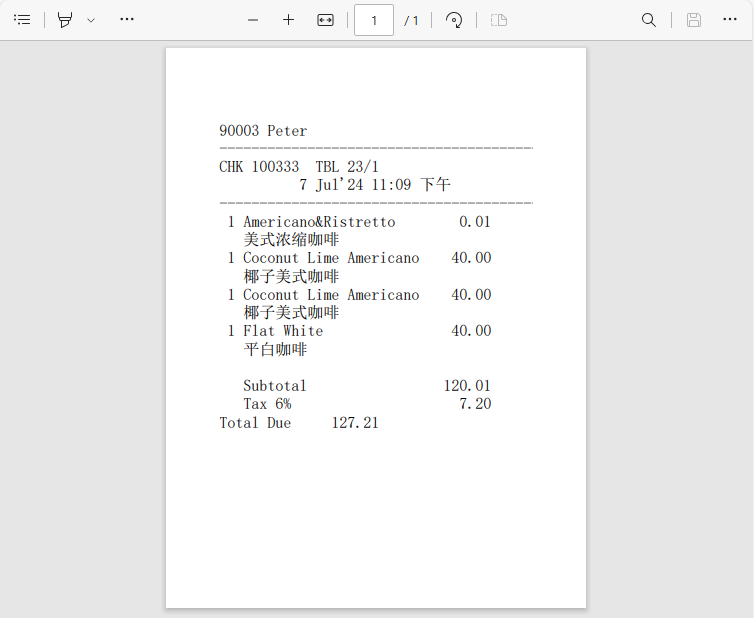 1 / 1
90003 Peter
CHK 100333 TBL 23/1
7 Jul'24 11:09 下午
1 Americano&Ristretto 0.01
美式浓缩咖啡
1 Coconut Lime Americano 40.00
椰子美式咖啡
1 Coconut Lime Americano 40.00
椰子美式咖啡
1 Flat White 40.00
平白咖啡
Subtotal 120.01
Tax 6% 7.20
Total Due 127.21